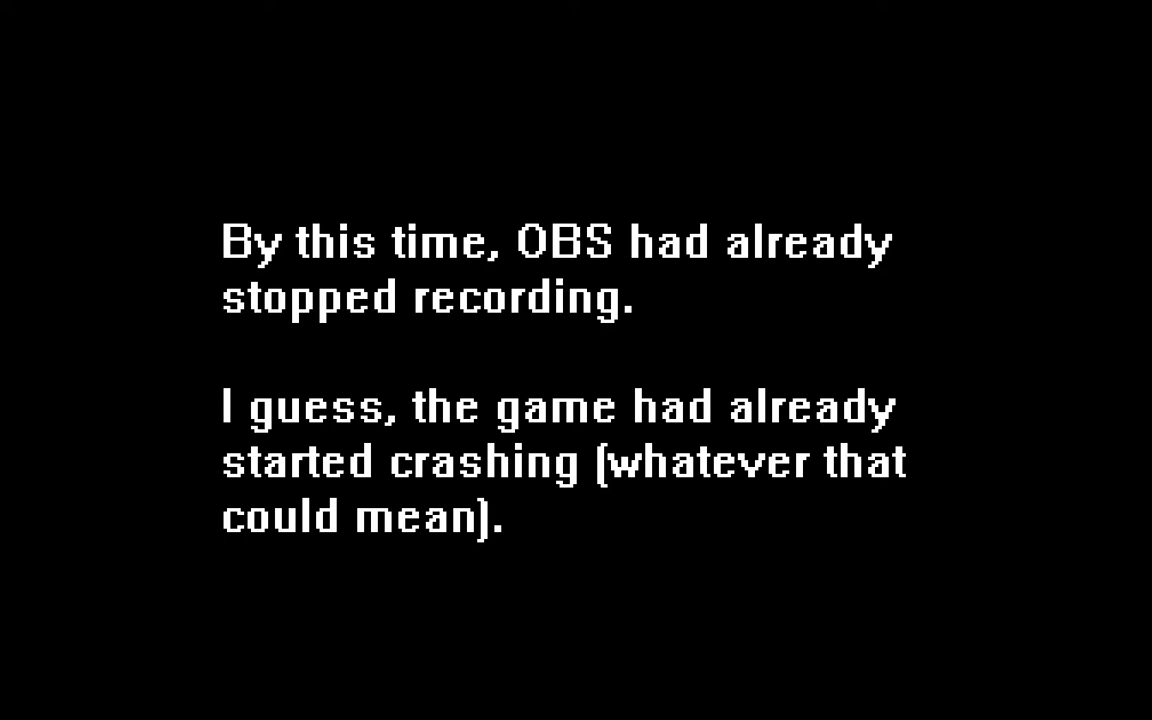 By this time, OBS had already
stopped recording.
I guess, the game had already
started crashing (whatever that
could mean).